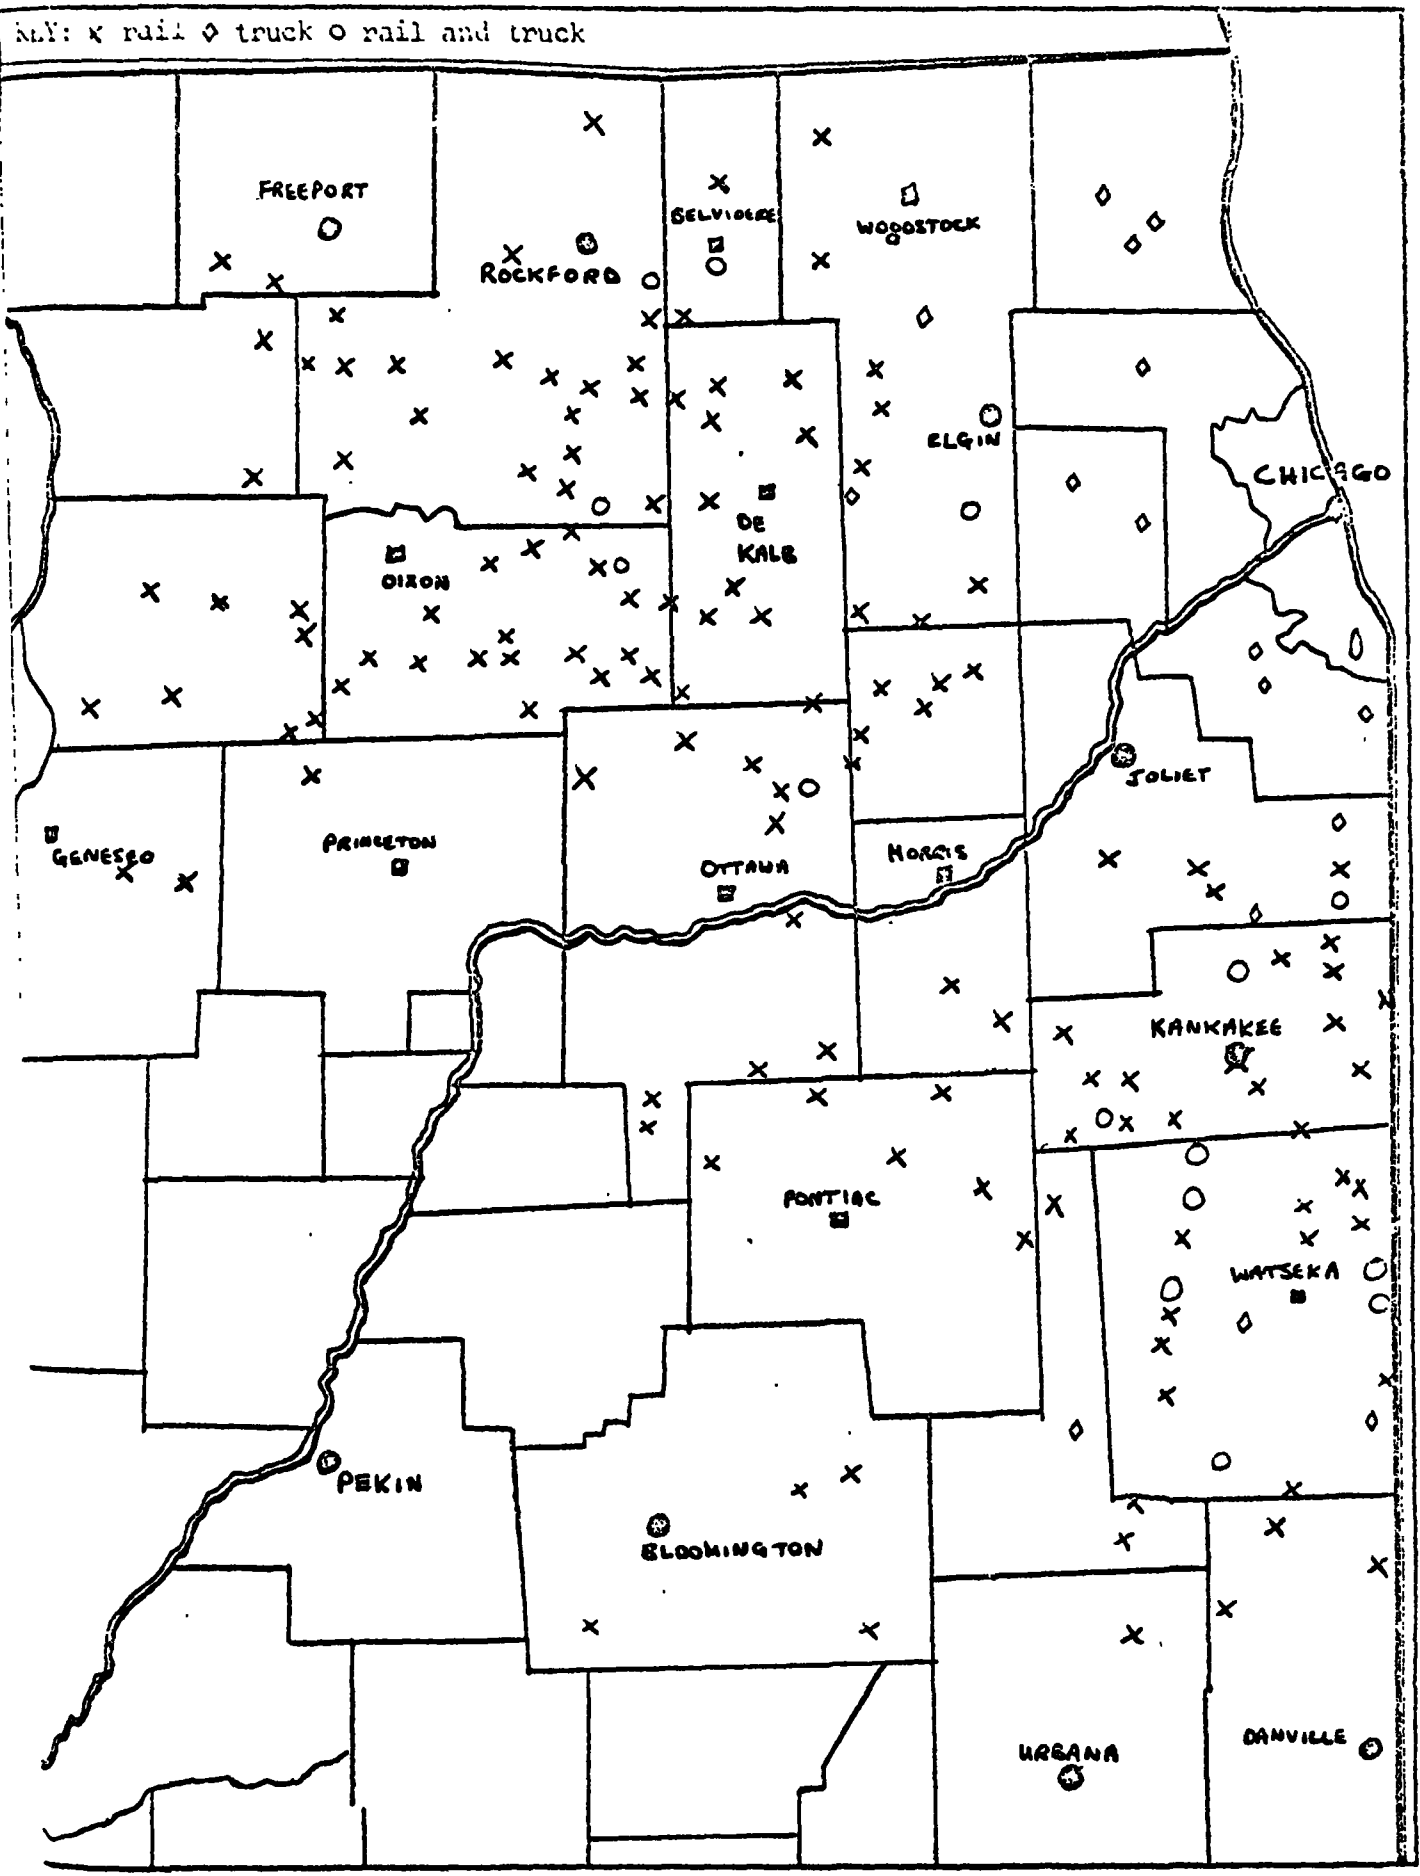 KEY: x rail ◊ truck o rail and truck
FREEPORT
BELVIDERE
WOODSTOCK
ROCKFORD
ELGIN
CHICAGO
DE
KALB
DIXON
JOLIET
GENESEO
PRINCETON
OTTAWA
MORRIS
KANKAKEE
PONTIAC
WATSEKA
PEKIN
BLOOMINGTON
URBANA
DANVILLE